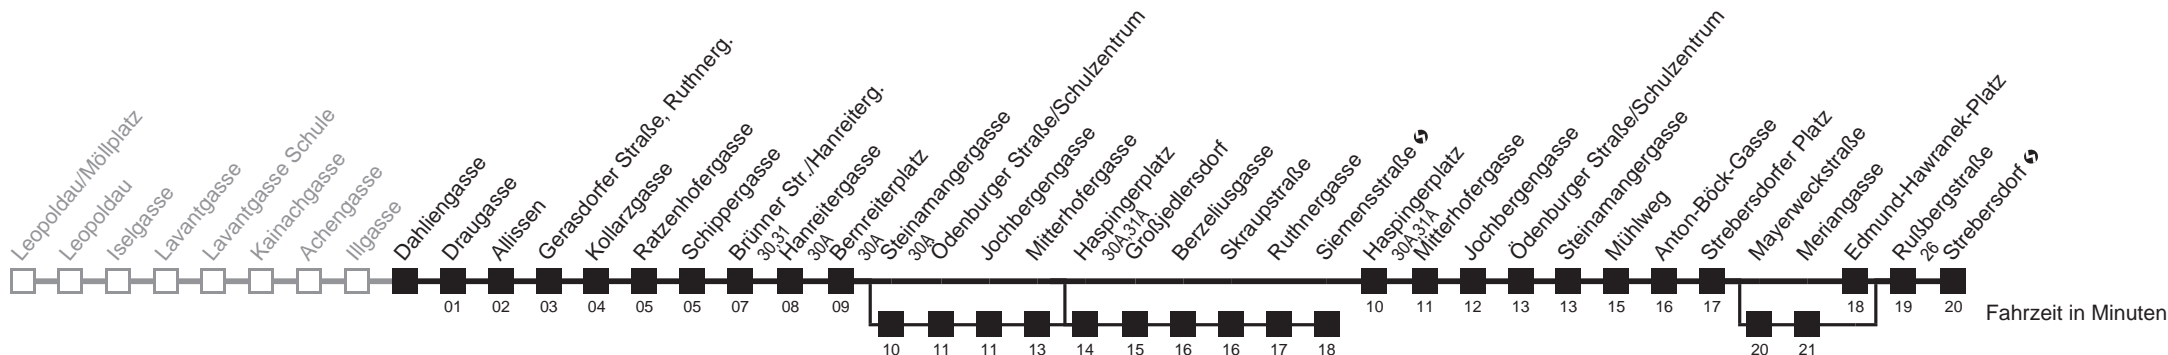 Leopoldau/Möllplatz
Leopoldau
Iselgasse
Lavantgasse
Lavantgasse Schule
Kainachgasse
Achengasse
Illgasse
Dahliengasse
Draugasse
Allissen
Gerasdorfer Straße, Ruthnerg.
Kollarzgasse
Ratzenhofergasse
Schippergasse
Brünner Str./Hanreiterg.
30,31
Hanreitergasse
30A
Bernreiterplatz
30A
Steinamangergasse
30A
Ödenburger Straße/Schulzentrum
Jochbergengasse
Mitterhofergasse
Haspingerplatz
30A,31A
Großjedlersdorf
Berzeliusgasse
Skraupstraße
Ruthnergasse
Siemensstraße
Haspingerplatz
30A,31A
Mitterhofergasse
Jochbergengasse
Ödenburger Straße/Schulzentrum
Steinamangergasse
Mühlweg
Anton-Böck-Gasse
Strebersdorfer Platz
Mayerweckstraße
Meriangasse
Edmund-Hawranek-Platz
Rußbergstraße
26
Strebersdorf
01 02 03 04 05 05 07 08 09 10 11 12 13 13 15 16 17 18 19 20
Fahrzeit in Minuten
10 11 11 13 14 15 16 16 17 18 20 21